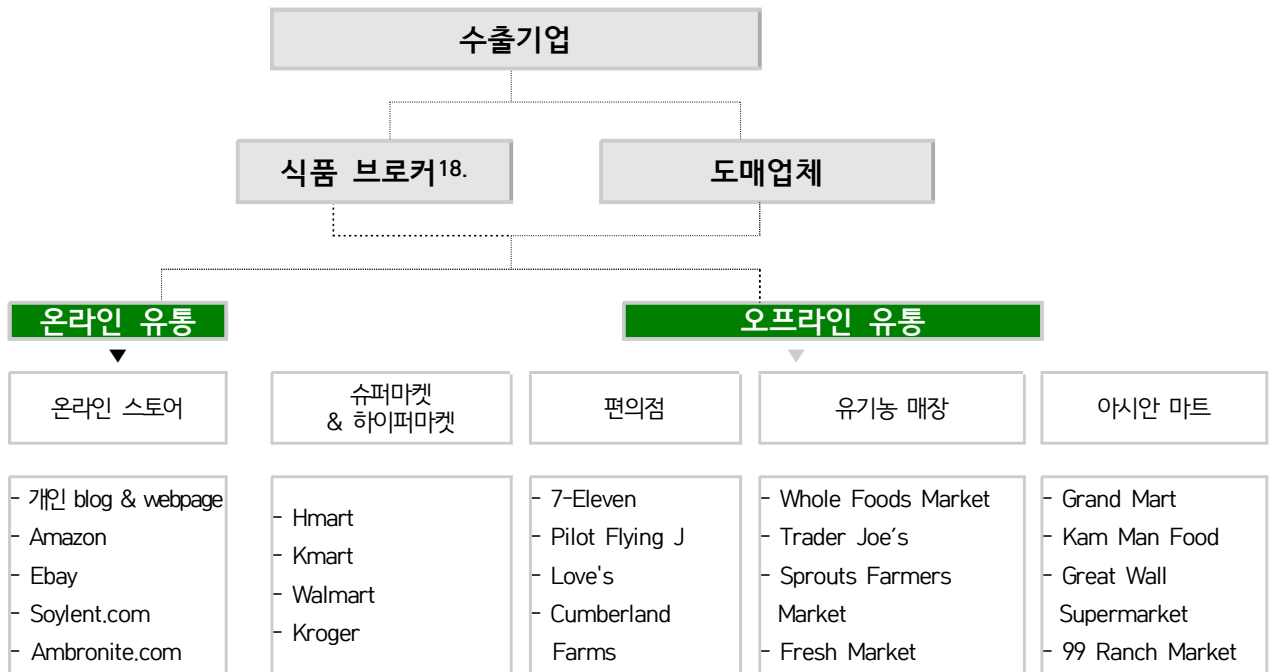 수출기업
식품 브로커18.
도매업체
온라인 유통
오프라인 유통
▼
▼
온라인 스토어
슈퍼마켓
& 하이퍼마켓
편의점
유기농 매장
아시안 마트
- 개인 blog & webpage
- Amazon
- Ebay
- Soylent.com
- Ambronite.com
- Hmart
- Kmart
- Walmart
- Kroger
- 7-Eleven
- Pilot Flying J
- Love's
- Cumberland
Farms
- Whole Foods Market
- Trader Joe´s
- Sprouts Farmers
Market
- Fresh Market
- Grand Mart
- Kam Man Food
- Great Wall
Supermarket
- 99 Ranch Market